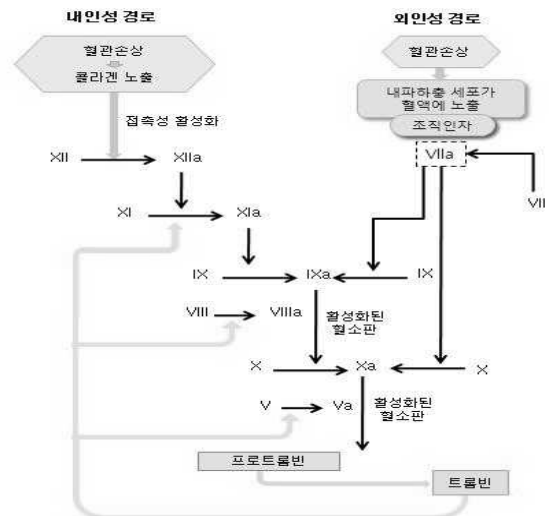 내인성 경로
외인성 경로
혈관손상
콜라겐 노출
혈관손상
내파하층 세포가
혈액에 노출
조직인자
접촉성 활성화
XII
XIIa
VIIa
VII
XI
XIa
IX
IXa
IX
VIII
VIIIa
활성화된
혈소판
X
Xa
X
V
Va
활성화된
혈소판
프로트롬빈
트롬빈